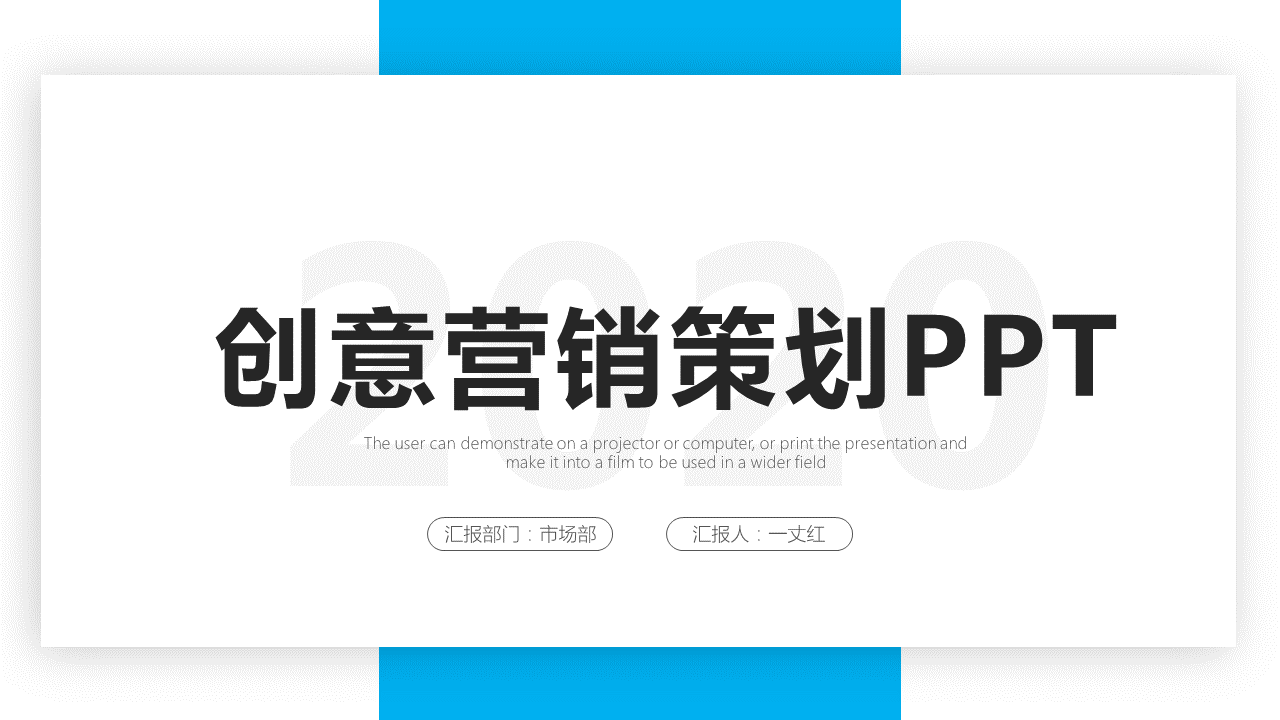 2020
创意营销策划PPT
The user can demonstrate on a projector or computer, or print the presentation and
make it into a film to be used in a wider field
汇报部门：市场部
汇报人：一丈红